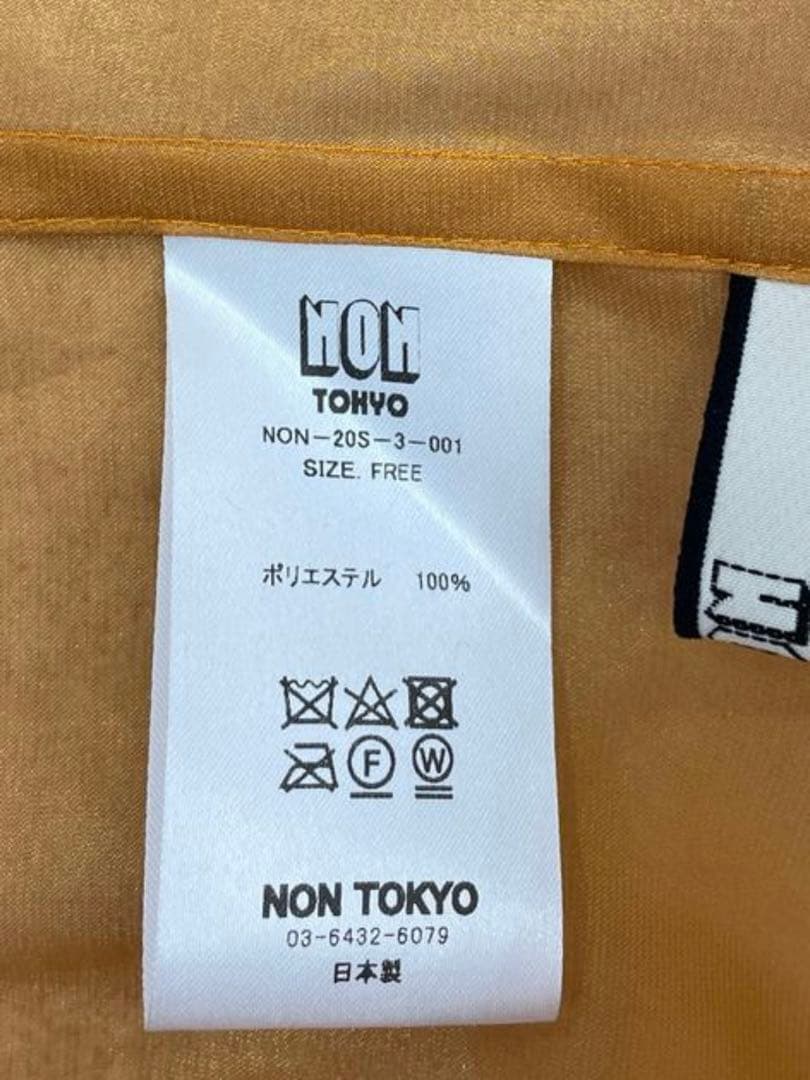 NON
TOKYO
NON-20S-3-001
SIZE. FREE
ポリエステル 100%
F W
NON TOKYO
03-6432-6079
日本製